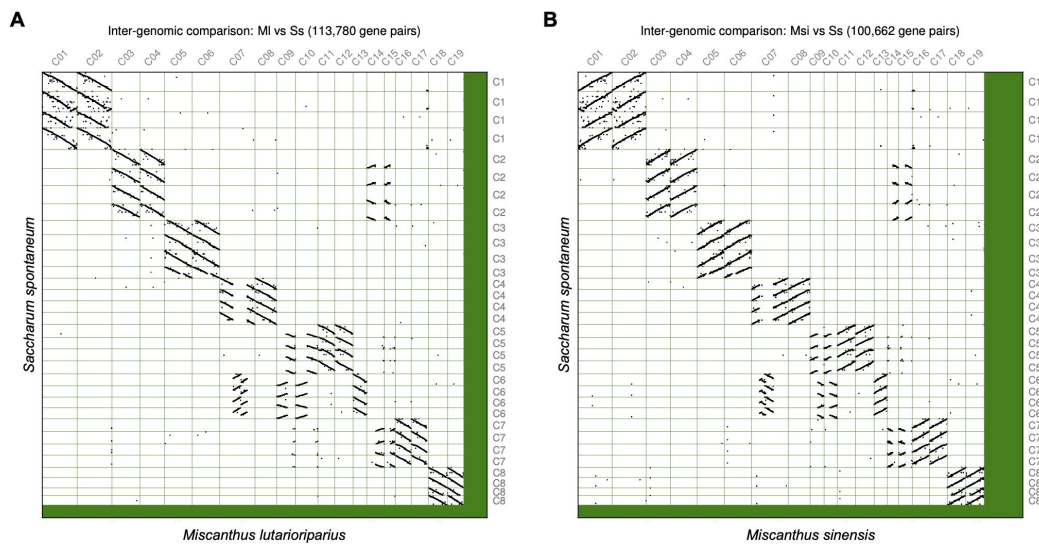 A
Inter-genomic comparison: Ml vs Ss (113,780 gene pairs)
C01 C02 C03 C04 C05 C06 C07 C08 C09 C10 C11 C12 C13 C14 C15 C16 C17 C18 C19
C1
C1
C1
C1
C2
C2
C2
C2
C3
C3
C3
C3
C4
C4
C4
C4
C5
C5
C5
C5
C6
C6
C6
C6
C7
C7
C7
C7
C8
C8
C8
C8
Saccharum spontaneum
Miscanthus lutarioriparius
B
Inter-genomic comparison: Msi vs Ss (100,662 gene pairs)
C01 C02 C03 C04 C05 C06 C07 C08 C09 C10 C11 C12 C13 C14 C15 C16 C17 C18 C19
C1
C1
C1
C1
C2
C2
C2
C2
C3
C3
C3
C3
C4
C4
C4
C4
C5
C5
C5
C5
C6
C6
C6
C6
C7
C7
C7
C7
C8
C8
C8
C8
Saccharum spontaneum
Miscanthus sinensis